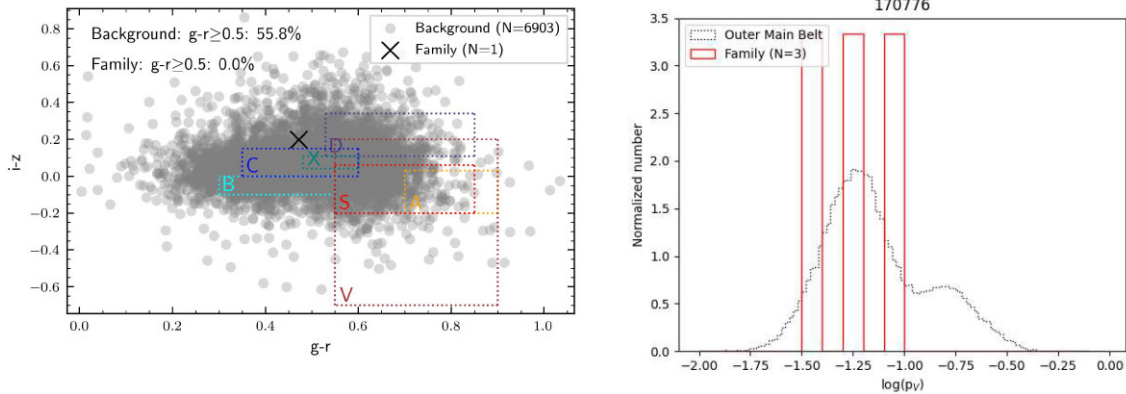 Background: g-r≥0.5: 55.8%
Family: g-r≥0.5: 0.0%
Background (N=6903)
Family (N=1)
D
X
C
B
S
A
V
0.8
0.6
0.4
0.2
0.0
−0.2
−0.4
−0.6
i-z
0.0 0.2 0.4 0.6 0.8 1.0
g-r
170776
Outer Main Belt
Family (N=3)
3.5
3.0
2.5
2.0
1.5
1.0
0.5
0.0
Normalized number
−2.00 −1.75 −1.50 −1.25 −1.00 −0.75 −0.50 −0.25 0.00
log(pV)